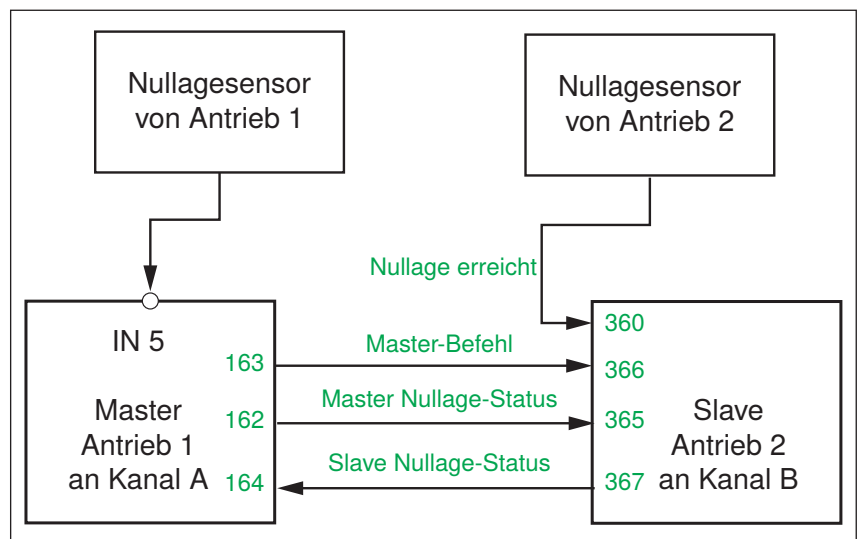 Nullagesensor
von Antrieb 1
Nullagesensor
von Antrieb 2
Nullage erreicht
IN 5
360
163
Master-Befehl
366
Master
Antrieb 1
an Kanal A
162
Master Nullage-Status
365
Slave
Antrieb 2
an Kanal B
164
Slave Nullage-Status
367